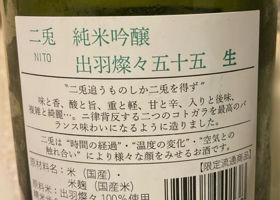 二兎 純米吟醸
NITO
出羽燦々五十五 生
"二兎追うものしか二兎を得ず"
味と香、酸と旨、重と軽、甘と辛、入りと後味、
複雑と綺麗…。ニ律背反する二つのコトガラが最高のバ
ランス味わいになるように造りました。
二兎は"時間の経過"・"温度の変化"・"空気との
触れ合い"により様々な顔をみせるお酒です。
原材料名：米（国産）・
米麹（国産米）
原料米：出羽燦々100%使用
【限定流通商品】